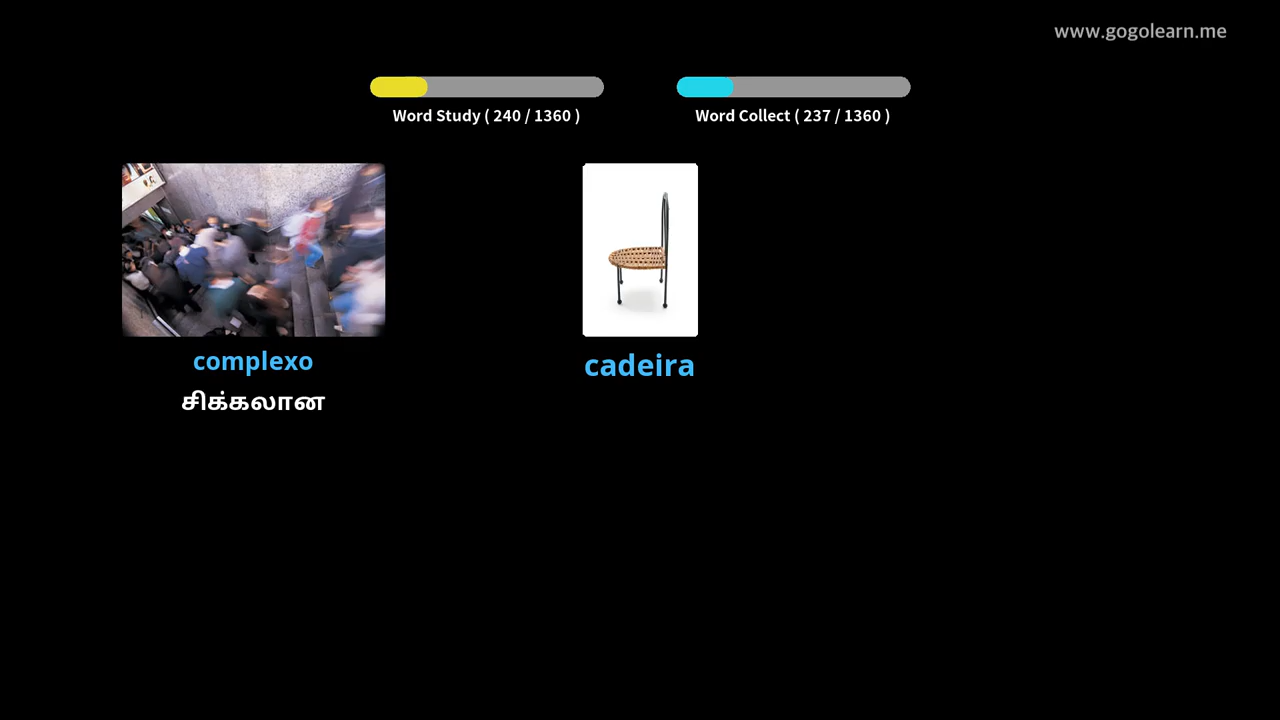 www.gogolearn.me
Word Study ( 240 / 1360 )
Word Collect ( 237 / 1360 )
complexo
சிக்கலான
cadeira